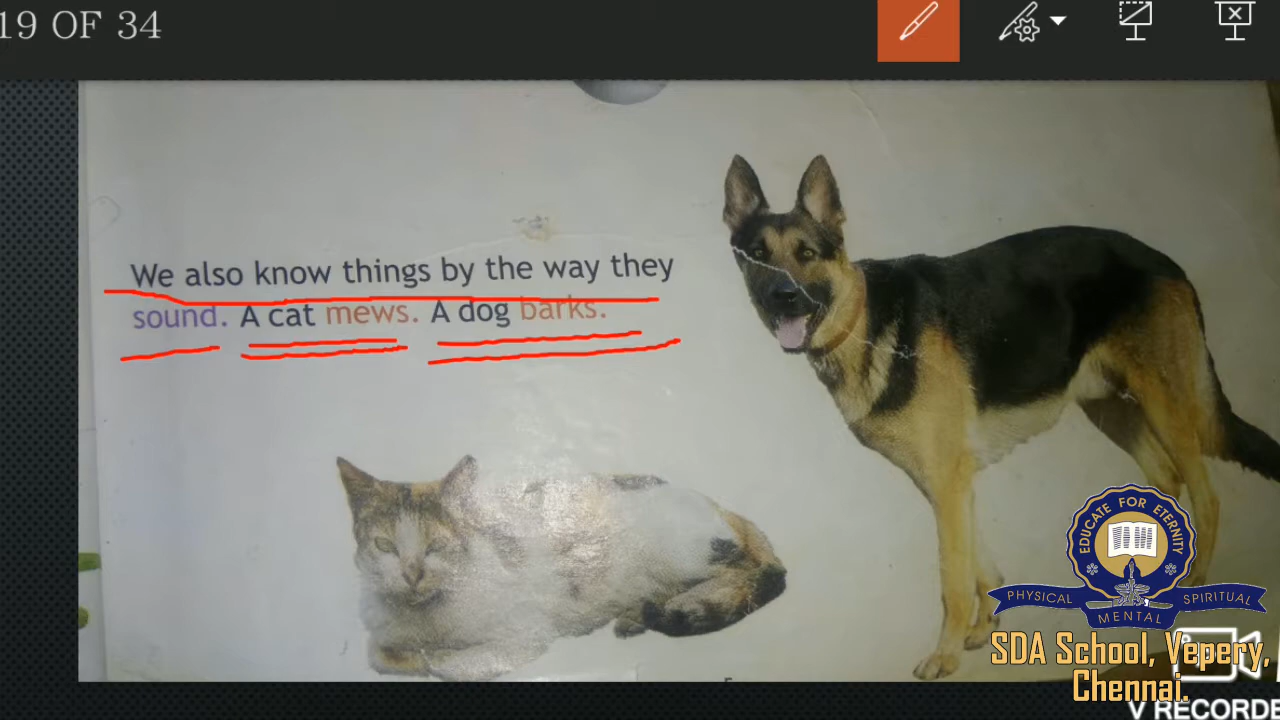 19 OF 34
We also know things by the way they
sound. A cat mews. A dog barks.
EDUCATE FOR ETERNITY
PHYSICAL
MENTAL
SPIRITUAL
SDA School, Vepery,
Chennai.
V RECORDE